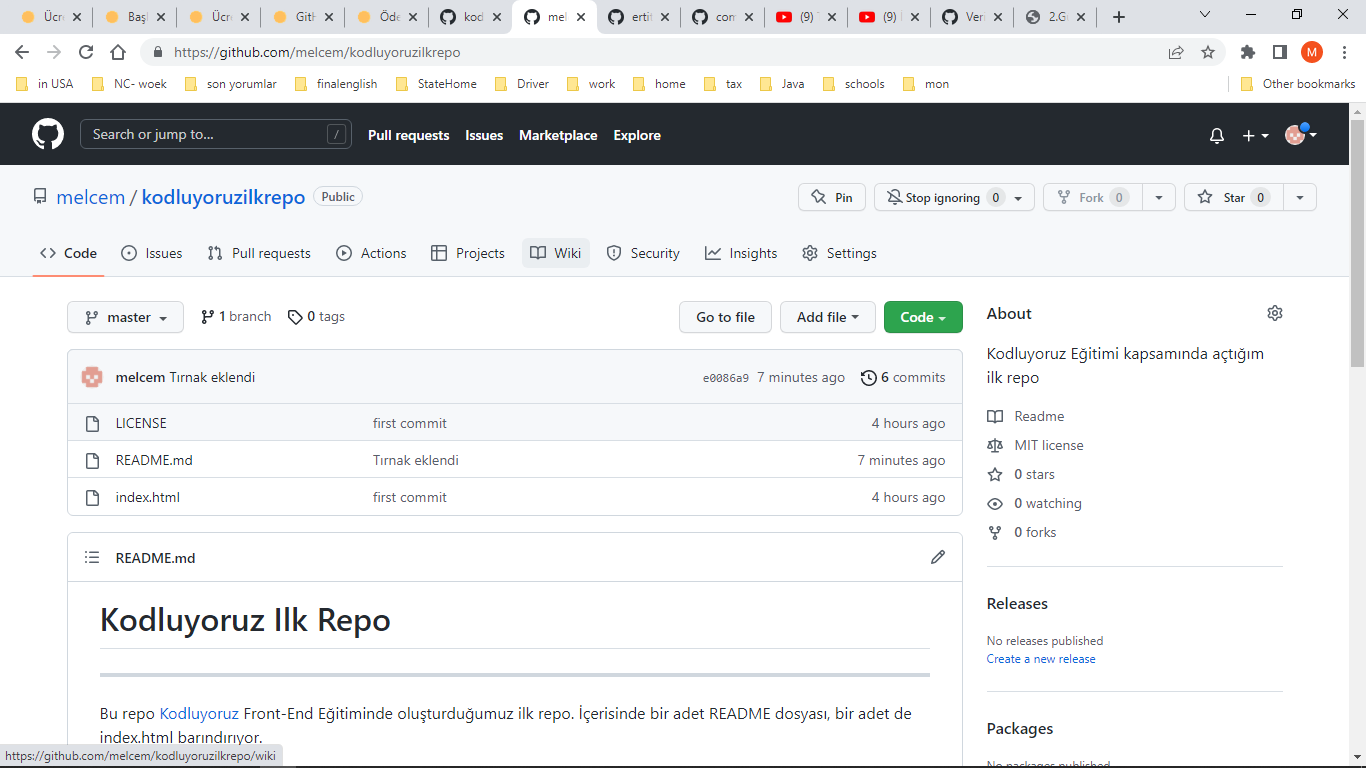 Ücre
Başl
Ücre
Gith
Öde
kod
mel
erti
con
(9)
(9)
Veri
2.G
https://github.com/melcem/kodluyoruzilkrepo
M
in USA
NC- woek
son yorumlar
finalenglish
StateHome
Driver
work
home
tax
Java
schools
mon
Other bookmarks
Search or jump to...
/
Pull requests
Issues
Marketplace
Explore
melcem / kodluyoruzilkrepo
Public
Pin
Stop ignoring 0
Fork 0
Star 0
Code
Issues
Pull requests
Actions
Projects
Wiki
Security
Insights
Settings
master
1 branch
0 tags
Go to file
Add file
Code
melcem Tırnak eklendi
e0086a9 7 minutes ago
6 commits
LICENSE first commit 4 hours ago
README.md Tırnak eklendi 7 minutes ago
index.html first commit 4 hours ago
README.md
Kodluyoruz Ilk Repo
Bu repo Kodluyoruz Front-End Eğitiminde oluşturduğumuz ilk repo. İçerisinde bir adet README dosyası, bir adet de
index.html barındırıyor.
About
Kodluyoruz Eğitimi kapsamında açtığım
ilk repo
Readme
MIT license
0 stars
0 watching
0 forks
Releases
No releases published
Create a new release
Packages
No packages published
https://github.com/melcem/kodluyoruzilkrepo/wiki